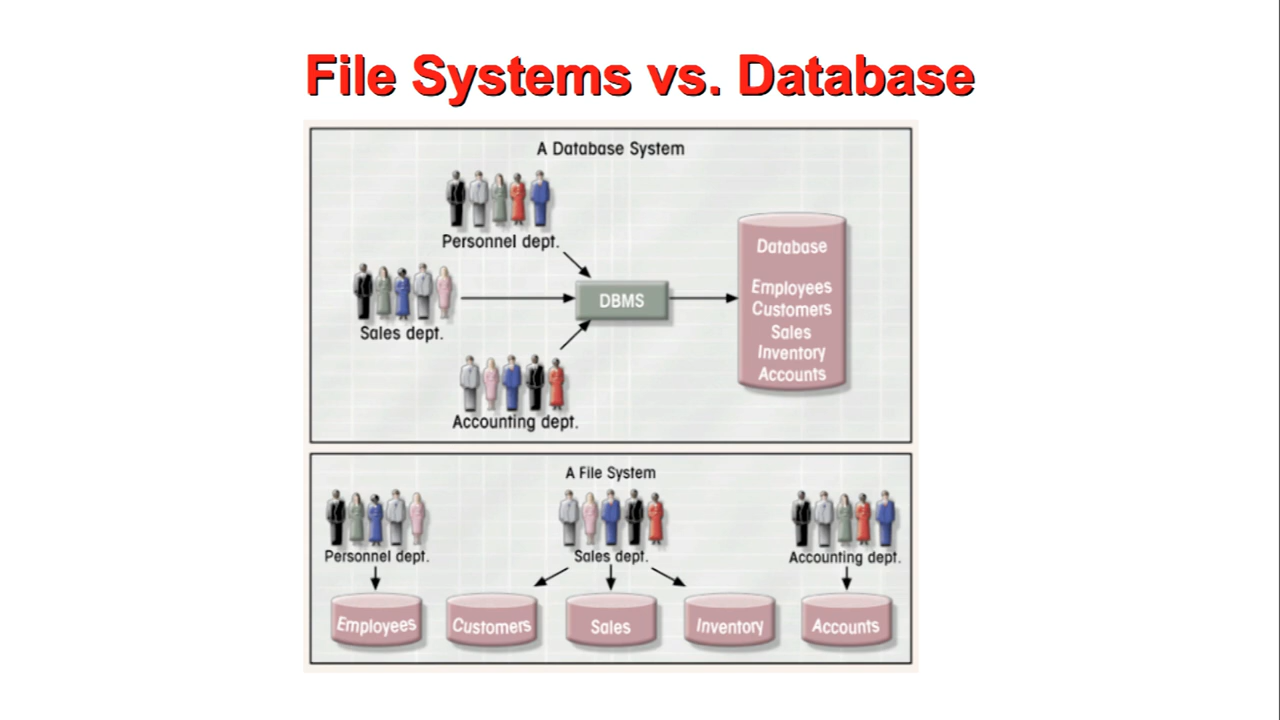 File Systems vs. Database
A Database System
Personnel dept.
Sales dept.
Accounting dept.
DBMS
Database
Employees
Customers
Sales
Inventory
Accounts
A File System
Personnel dept.
Sales dept.
Accounting dept.
Employees
Customers
Sales
Inventory
Accounts